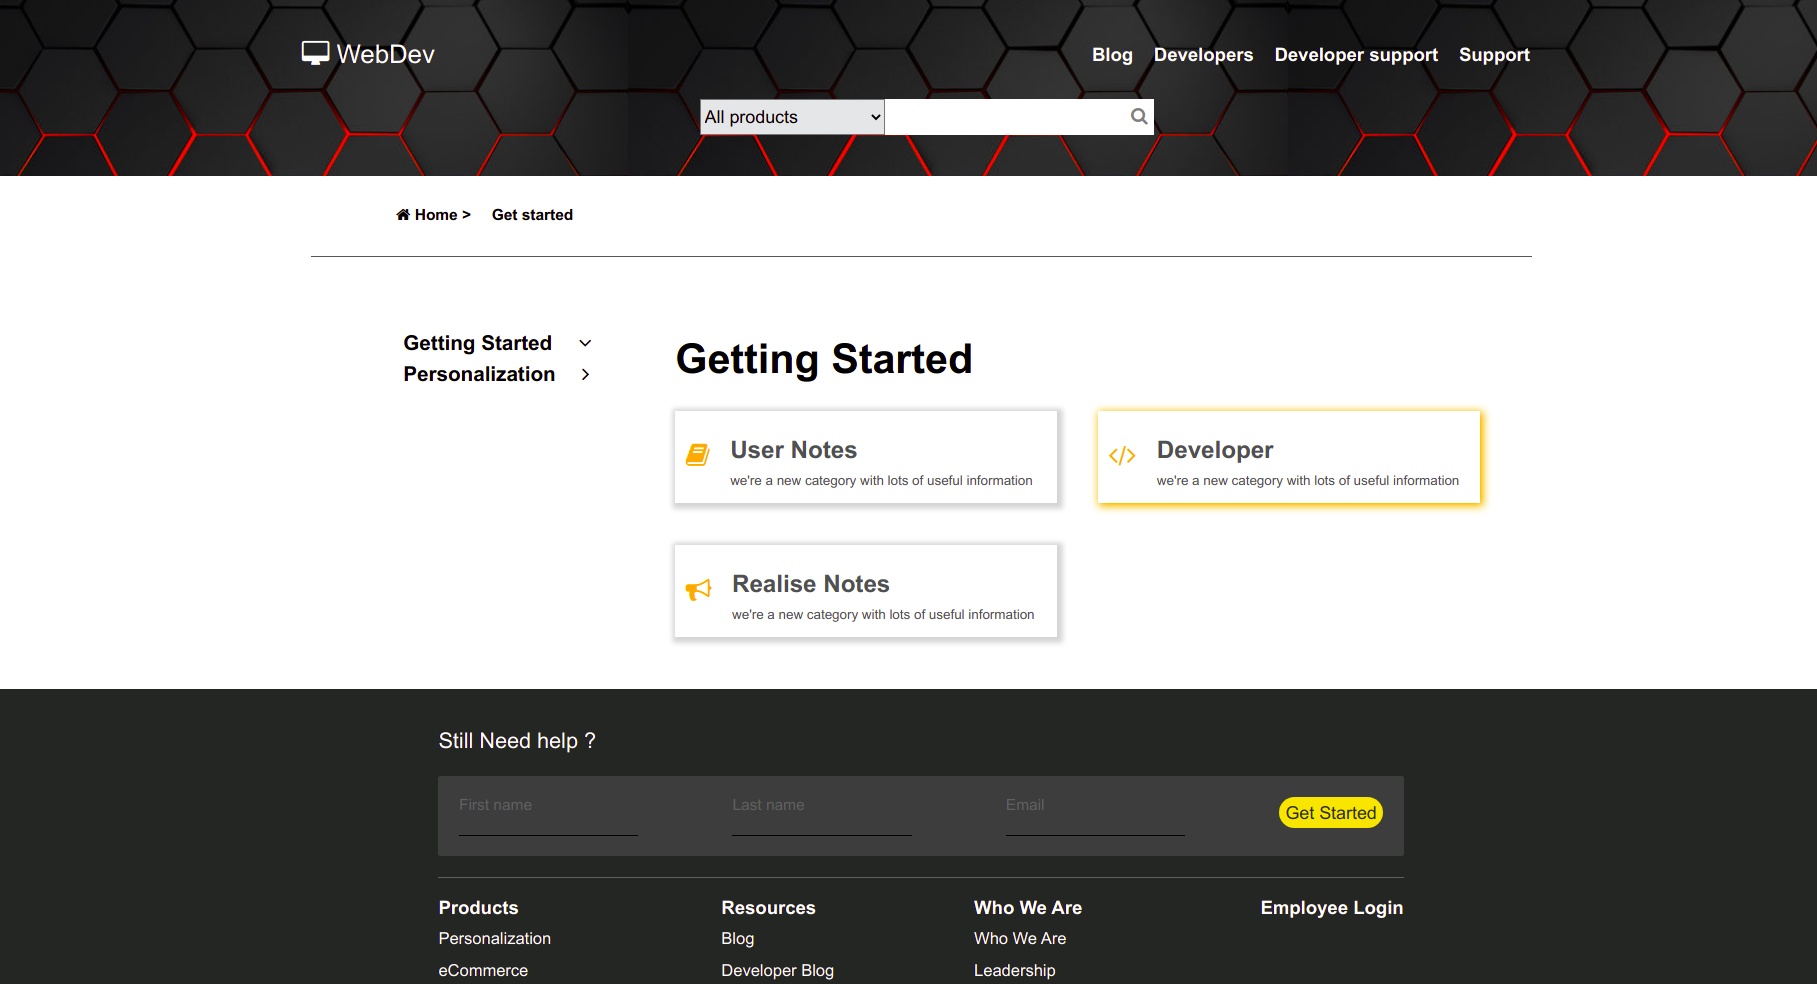 WebDev
Blog Developers Developer support Support
All products
Home > Get started
Getting Started
Personalization
Getting Started
User Notes
we're a new category with lots of useful information
Developer
we're a new category with lots of useful information
Realise Notes
we're a new category with lots of useful information
Still Need help ?
First name Last name Email Get Started
Products Resources Who We Are Employee Login
Personalization Blog Who We Are
eCommerce Developer Blog Leadership